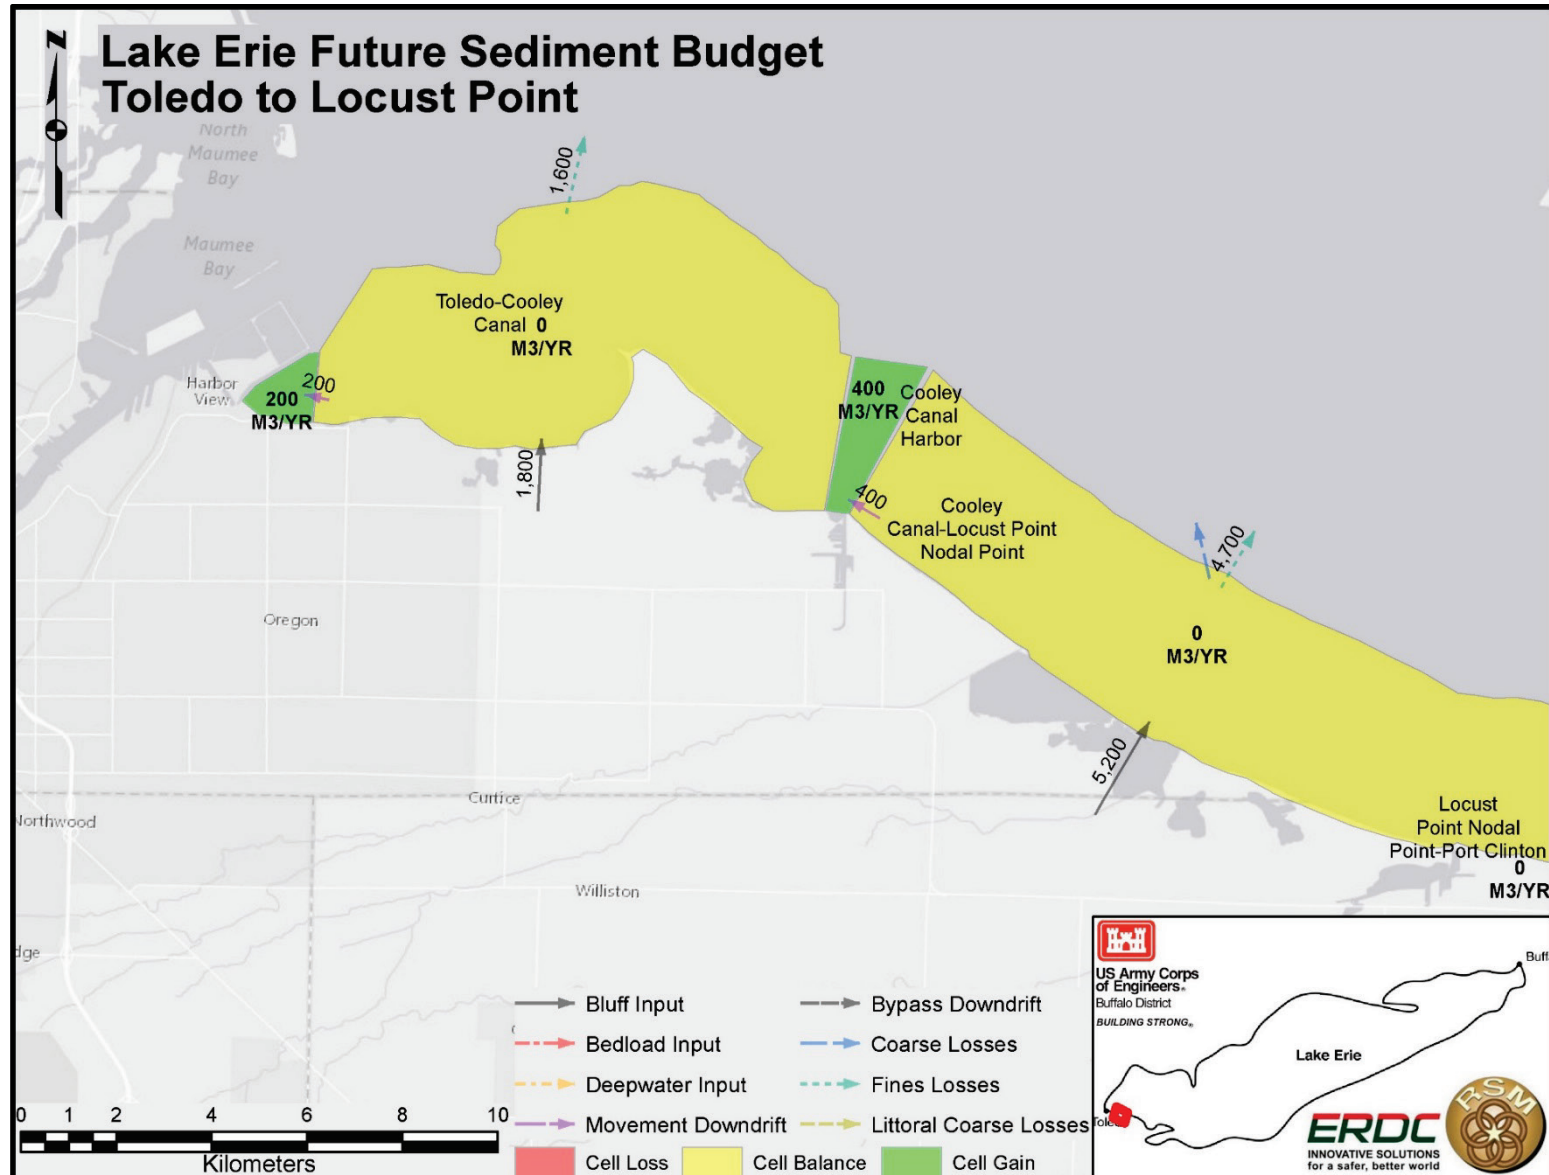 N
Lake Erie Future Sediment Budget
Toledo to Locust Point
North
Maumee
Bay
Maumee
Bay
1,600
Toledo-Cooley
Canal 0
M3/YR
Harbor
View
200
200
M3/YR
400
M3/YR
Cooley
Canal
Harbor
1,800
400
Cooley
Canal-Locust Point
Nodal Point
4,700
0
M3/YR
Oregon
5,200
Curtice
Northwood
Locust
Point Nodal
Point-Port Clinton
0
M3/YR
Williston
dge
Bluff Input
Bedload Input
Deepwater Input
Movement Downdrift
Bypass Downdrift
Coarse Losses
Fines Losses
Littoral Coarse Losses
Cell Loss
Cell Balance
Cell Gain
0 1 2 4 6 8 10
Kilometers
US Army Corps
of Engineers®
Buffalo District
BUILDING STRONG®
Buff
Lake Erie
Tole
ERDC
INNOVATIVE SOLUTIONS
for a safer, better world
RSM